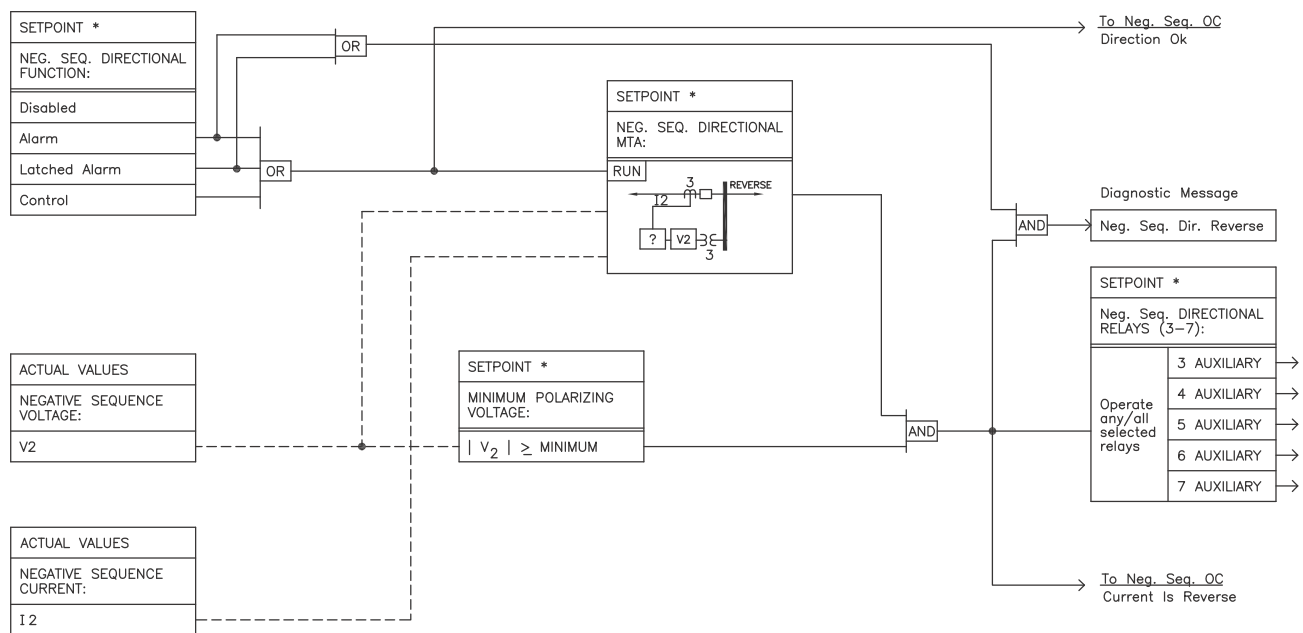 SETPOINT *
NEG. SEQ. DIRECTIONAL
FUNCTION:
Disabled
Alarm
Latched Alarm
Control
OR
OR
To Neg. Seq. OC
Direction Ok
SETPOINT *
NEG. SEQ. DIRECTIONAL
MTA:
RUN
3
REVERSE
I2
?
V2
3
AND
Diagnostic Message
Neg. Seq. Dir. Reverse
SETPOINT *
Neg. Seq. DIRECTIONAL
RELAYS (3-7):
Operate
any/all
selected
relays
3 AUXILIARY
4 AUXILIARY
5 AUXILIARY
6 AUXILIARY
7 AUXILIARY
ACTUAL VALUES
NEGATIVE SEQUENCE
VOLTAGE:
V2
SETPOINT *
MINIMUM POLARIZING
VOLTAGE:
| V2 | ≥ MINIMUM
AND
ACTUAL VALUES
NEGATIVE SEQUENCE
CURRENT:
I2
To Neg. Seq. OC
Current Is Reverse